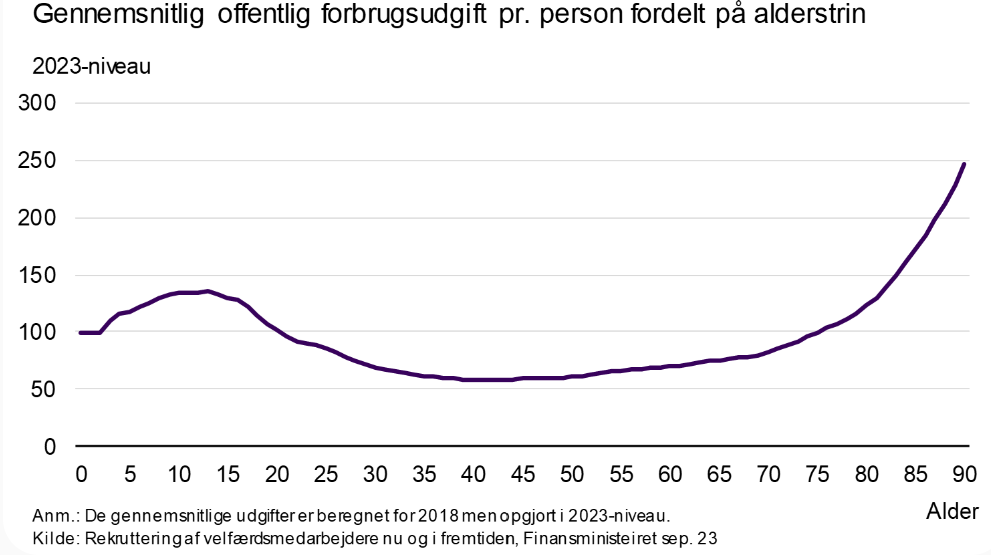 Gennemsnitlig offentlig forbrugsudgift pr. person fordelt på alderstrin
2023-niveau
300
250
200
150
100
50
0
0 5 10 15 20 25 30 35 40 45 50 55 60 65 70 75 80 85 90
Alder
Anm.: De gennemsnitlige udgifter er beregnet for 2018 men opgjort i 2023-niveau.
Kilde: Rekruttering af velfærdsmedarbejdere nu og i fremtiden, Finansministeiret sep. 23